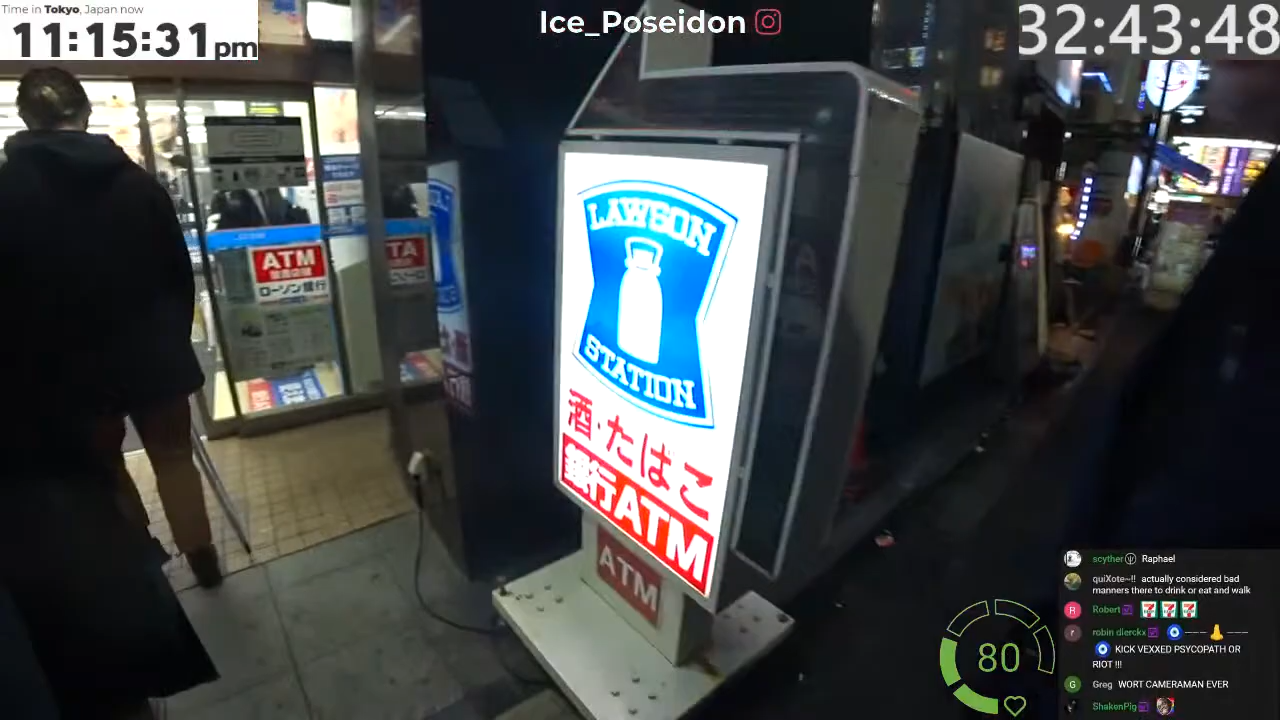 Time in Tokyo, Japan now
11:15:31pm
Ice_Poseidon
32:43:48
ATM
ローソン銀行
TA
LAWSON
STATION
酒・たばこ
銀行ATM
ATM
80
scyther Raphael
quiXote~!! actually considered bad
manners there to drink or eat and walk
Robert
robin dierckx
KICK VEXXED PSYCOPATH OR
RIOT !!!
Greg WORT CAMERAMAN EVER
ShakenPig